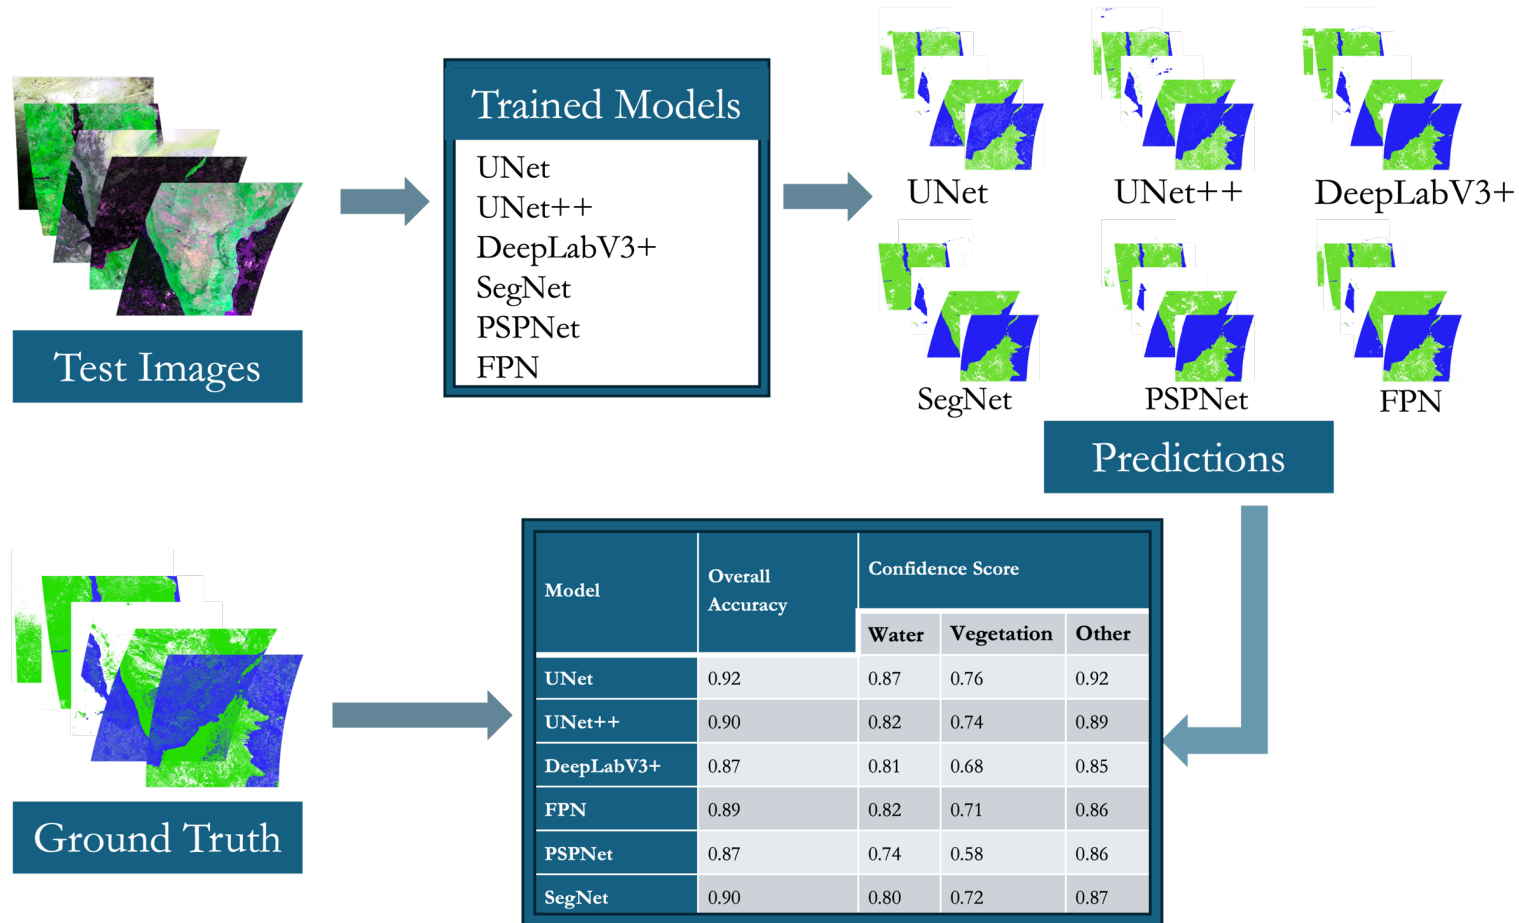 Test Images
Trained Models
UNet
UNet++
DeepLabV3+
SegNet
PSPNet
FPN
UNet UNet++ DeepLabV3+
SegNet PSPNet FPN
Predictions
Ground Truth
Model Overall Accuracy Confidence Score
Water Vegetation Other
UNet 0.92 0.87 0.76 0.92
UNet++ 0.90 0.82 0.74 0.89
DeepLabV3+ 0.87 0.81 0.68 0.85
FPN 0.89 0.82 0.71 0.86
PSPNet 0.87 0.74 0.58 0.86
SegNet 0.90 0.80 0.72 0.87